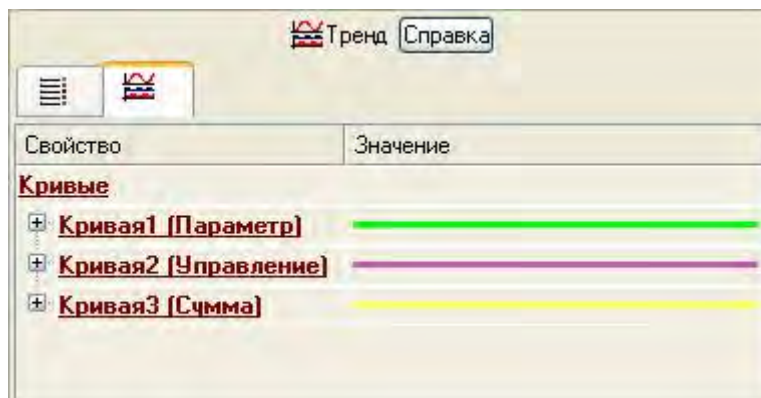 Тренд Справка
Свойство Значение
Кривые
Кривая1 (Параметр)
Кривая2 (Управление)
Кривая3 (Сумма)